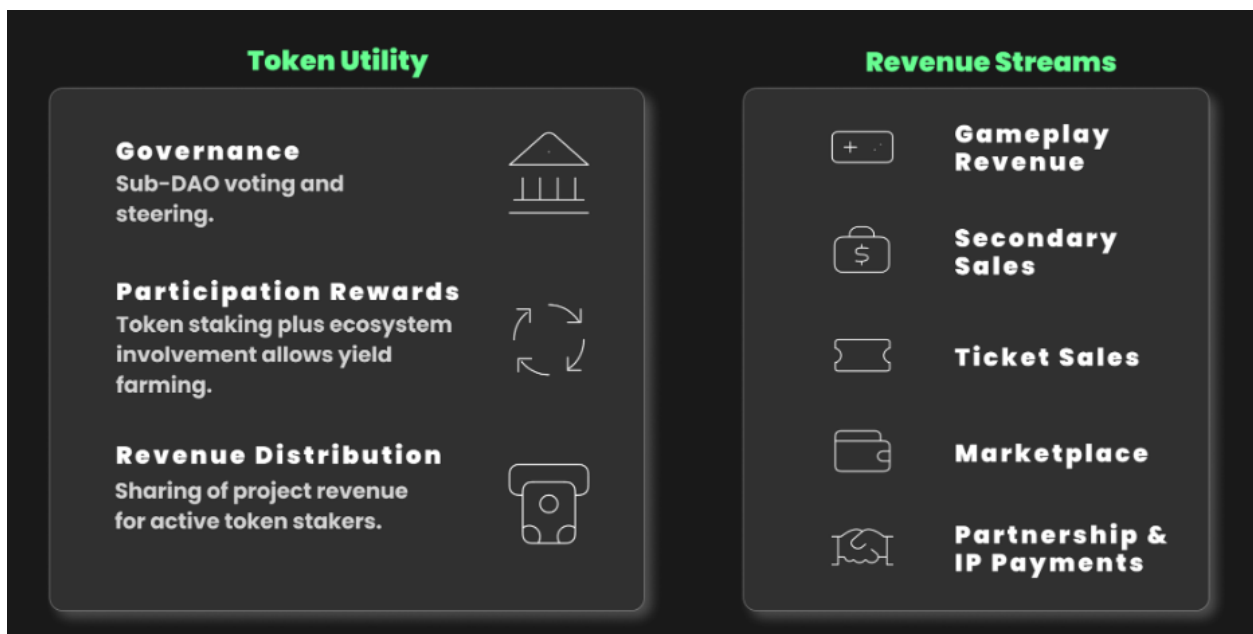 Token Utility
Governance
Sub-DAO voting and
steering.
Participation Rewards
Token staking plus ecosystem
involvement allows yield
farming.
Revenue Distribution
Sharing of project revenue
for active token stakers.
Revenue Streams
Gameplay
Revenue
$
Secondary
Sales
Ticket Sales
Marketplace
Partnership &
IP Payments